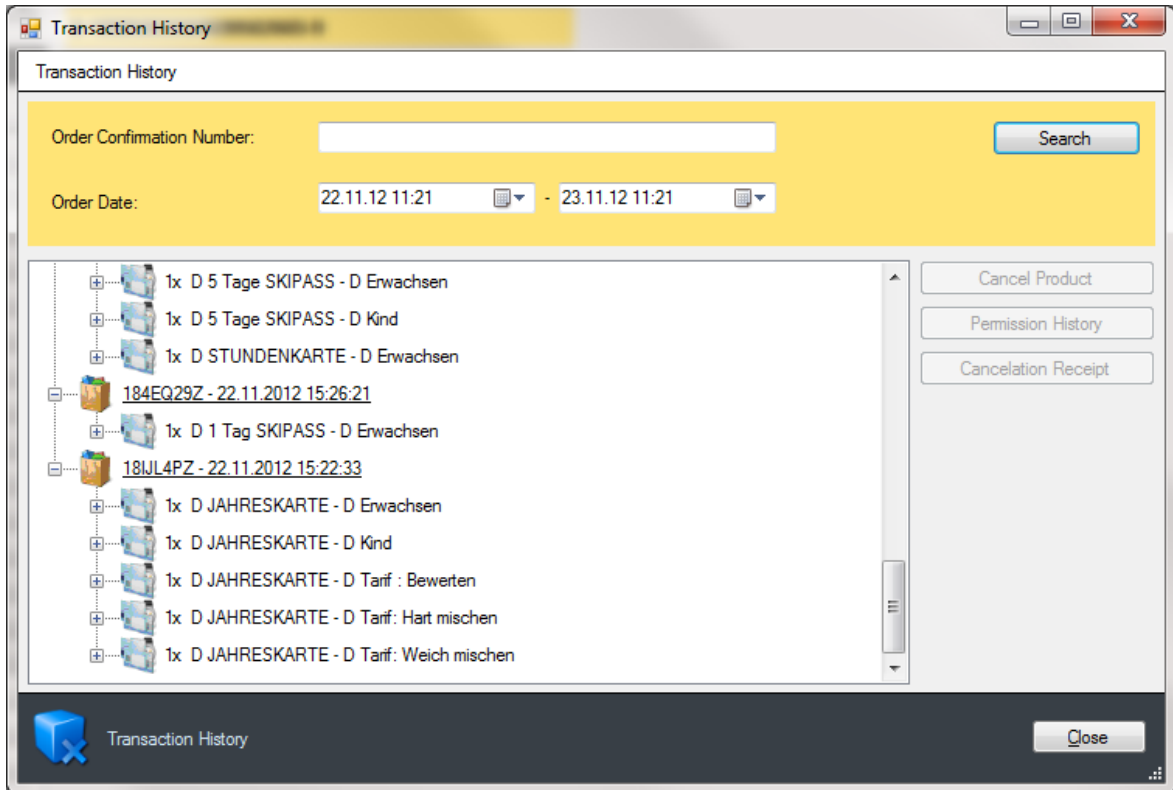 Transaction History
Transaction History
Order Confirmation Number:
Search
Order Date:
22.11.12 11:21
-
23.11.12 11:21
1x D 5 Tage SKIPASS - D Erwachsen
Cancel Product
1x D 5 Tage SKIPASS - D Kind
Permission History
1x D STUNDENKARTE - D Erwachsen
Cancelation Receipt
184EQ29Z - 22.11.2012 15:26:21
1x D 1 Tag SKIPASS - D Erwachsen
18IJL4PZ - 22.11.2012 15:22:33
1x D JAHRESKARTE - D Erwachsen
1x D JAHRESKARTE - D Kind
1x D JAHRESKARTE - D Tarif : Bewerten
1x D JAHRESKARTE - D Tarif: Hart mischen
1x D JAHRESKARTE - D Tarif: Weich mischen
Transaction History
Close